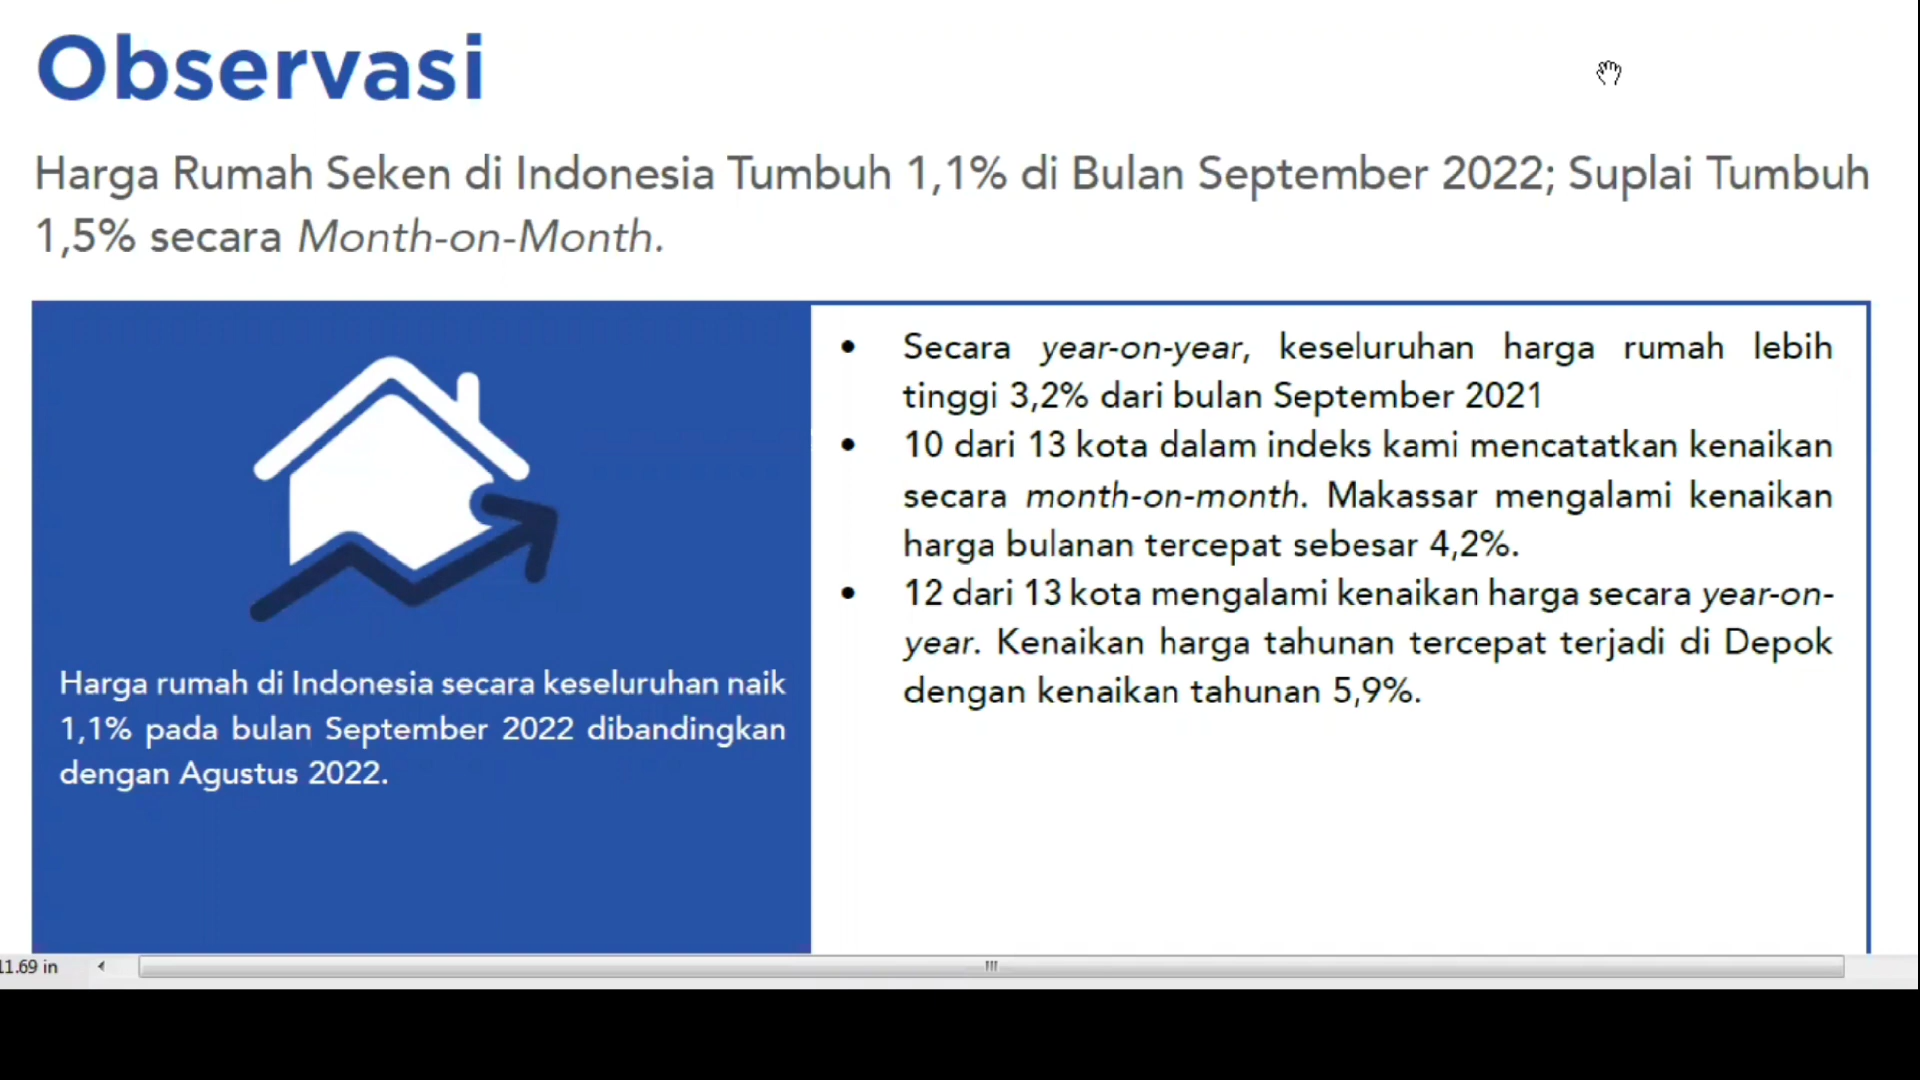 Observasi
Harga Rumah Seken di Indonesia Tumbuh 1,1% di Bulan September 2022; Suplai Tumbuh
1,5% secara Month-on-Month.
Harga rumah di Indonesia secara keseluruhan naik
1,1% pada bulan September 2022 dibandingkan
dengan Agustus 2022.
• Secara year-on-year, keseluruhan harga rumah lebih
tinggi 3,2% dari bulan September 2021
• 10 dari 13 kota dalam indeks kami mencatatkan kenaikan
secara month-on-month. Makassar mengalami kenaikan
harga bulanan tercepat sebesar 4,2%.
• 12 dari 13 kota mengalami kenaikan harga secara year-on-
year. Kenaikan harga tahunan tercepat terjadi di Depok
dengan kenaikan tahunan 5,9%.
11.69 in